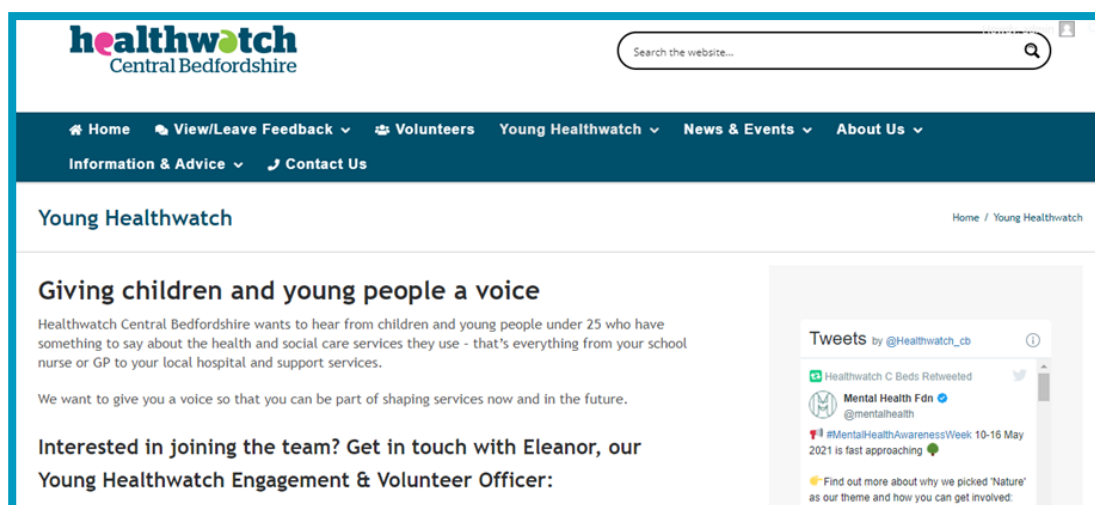 healthwatch
Central Bedfordshire
Search the website...
Home View/Leave Feedback Volunteers Young Healthwatch News & Events About Us
Information & Advice Contact Us
Young Healthwatch
Home / Young Healthwatch
Giving children and young people a voice
Healthwatch Central Bedfordshire wants to hear from children and young people under 25 who have
something to say about the health and social care services they use - that's everything from your school
nurse or GP to your local hospital and support services.
We want to give you a voice so that you can be part of shaping services now and in the future.
Interested in joining the team? Get in touch with Eleanor, our
Young Healthwatch Engagement & Volunteer Officer:
Tweets by @Healthwatch_cb
Healthwatch C Beds Retweeted
Mental Health Fdn
@mentalhealth
#MentalHealthAwarenessWeek 10-16 May
2021 is fast approaching
Find out more about why we picked 'Nature'
as our theme and how you can get involved: